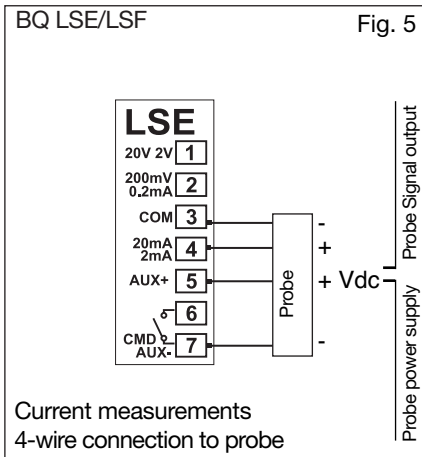 BQ LSE/LSF
Fig. 5
LSE
20V 2V 1
200mV
0.2mA 2
COM 3
20mA
2mA 4
AUX+ 5
6
CMD
AUX- 7
Probe
-
+
+ Vdc
-
Probe Signal output
Probe power supply
Current measurements
4-wire connection to probe